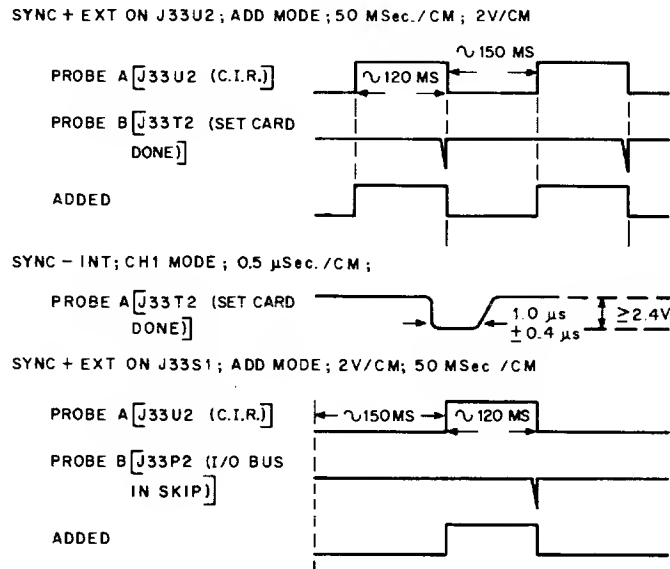 SYNC + EXT ON J33U2; ADD MODE; 50 MSec./CM; 2V/CM
~150 MS
PROBE A [J33U2 (C.I.R.)]
~120 MS
PROBE B [J33T2 (SET CARD
DONE)]
ADDED
SYNC - INT; CH1 MODE; 0.5 µSec./CM;
PROBE A [J33T2 (SET CARD
DONE)]
1.0 µs
± 0.4 µs
≥2.4V
SYNC + EXT ON J33S1; ADD MODE; 2V/CM; 50 MSec /CM
PROBE A [J33U2 (C.I.R.)]
~150MS
~120 MS
PROBE B [J33P2 (I/O BUS
IN SKIP)]
ADDED